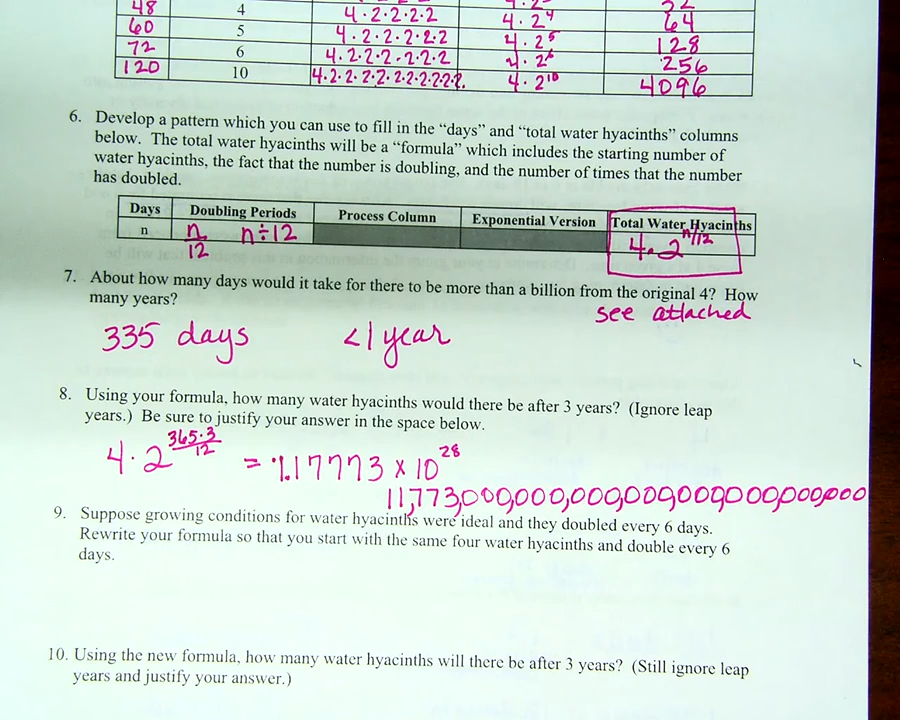 48 4 4·2·2·2·2 4·2⁴ 64
60 5 4·2·2·2·2·2 4·2⁵ 128
72 6 4·2·2·2·2·2·2 4·2⁶ 256
120 10 4·2·2·2·2·2·2·2·2·2·2. 4·2¹⁰ 4096
6. Develop a pattern which you can use to fill in the “days” and “total water hyacinths” columns
below. The total water hyacinths will be a “formula” which includes the starting number of
water hyacinths, the fact that the number is doubling, and the number of times that the number
has doubled.
Days Doubling Periods Process Column Exponential Version Total Water Hyacinths
n n/12 n÷12 4·2^(n/12)
7. About how many days would it take for there to be more than a billion from the original 4? How
many years?
see attached
335 days <1 year
8. Using your formula, how many water hyacinths would there be after 3 years? (Ignore leap
years.) Be sure to justify your answer in the space below.
4·2^(365·3/12) = 1.17773 × 10²⁸
11,773,000,000,000,000,000,000,000,000
9. Suppose growing conditions for water hyacinths were ideal and they doubled every 6 days.
Rewrite your formula so that you start with the same four water hyacinths and double every 6
days.
10. Using the new formula, how many water hyacinths will there be after 3 years? (Still ignore leap
years and justify your answer.)